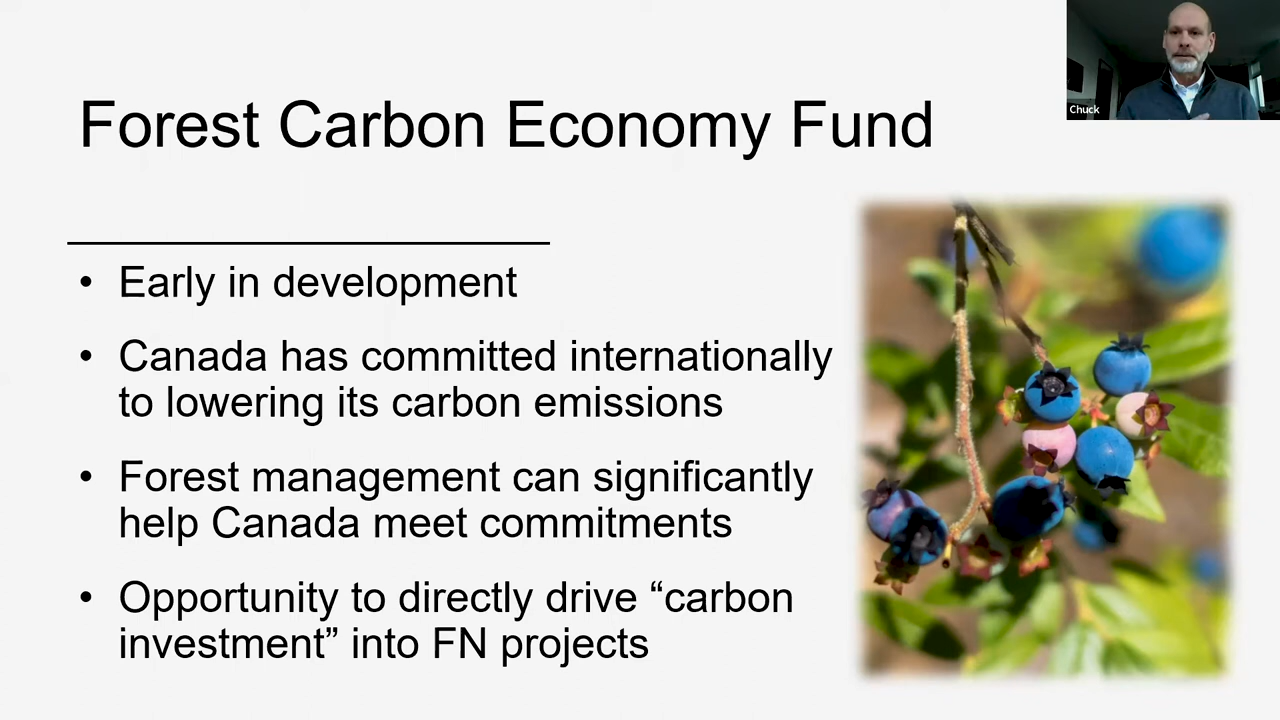 Chuck
Forest Carbon Economy Fund
• Early in development
• Canada has committed internationally
to lowering its carbon emissions
• Forest management can significantly
help Canada meet commitments
• Opportunity to directly drive “carbon
investment” into FN projects